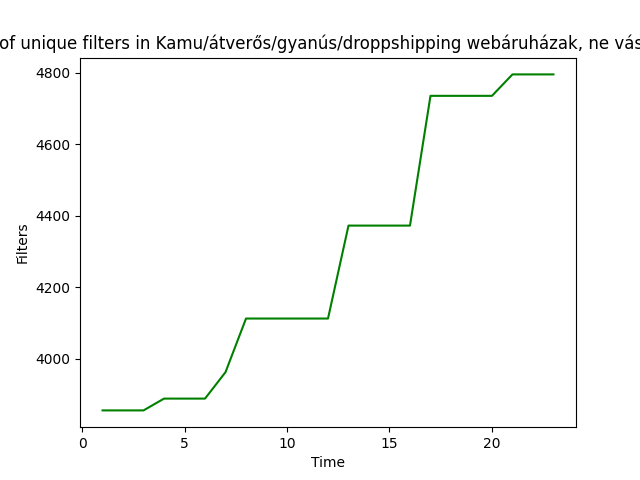 of unique filters in Kamu/átverős/gyanús/droppshipping webáruházak, ne vás
4800
4600
4400
4200
4000
Filters
0 5 10 15 20
Time